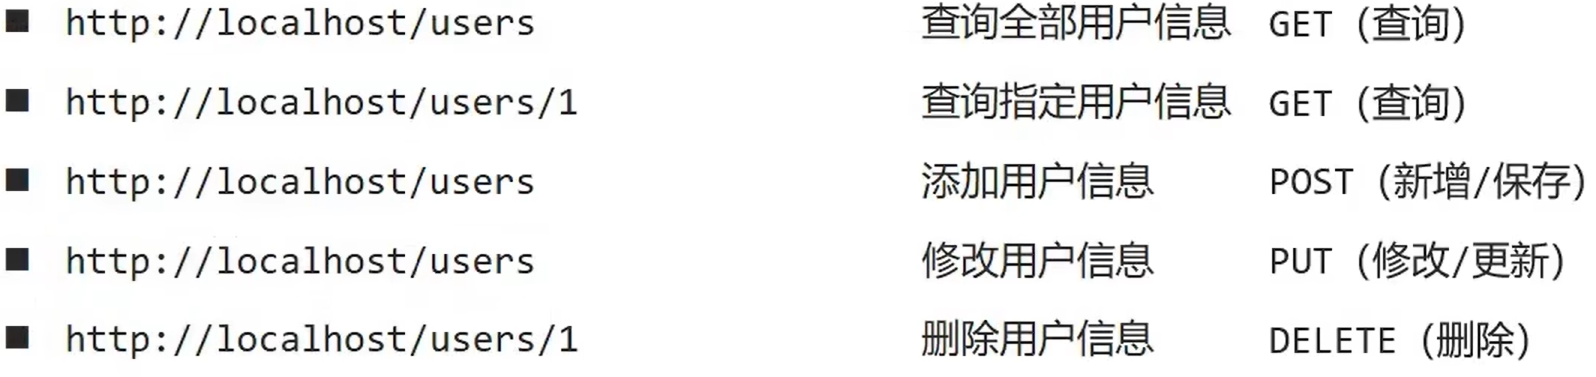 ■ http://localhost/users 查询全部用户信息 GET (查询)
■ http://localhost/users/1 查询指定用户信息 GET (查询)
■ http://localhost/users 添加用户信息 POST (新增/保存)
■ http://localhost/users 修改用户信息 PUT (修改/更新)
■ http://localhost/users/1 删除用户信息 DELETE (删除)